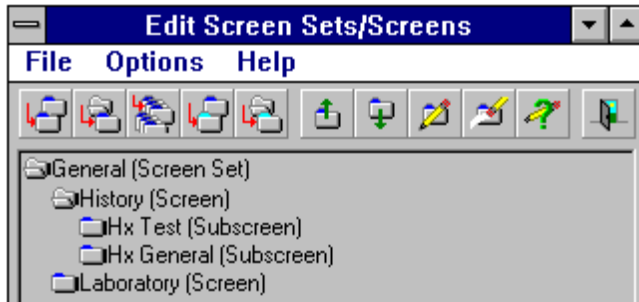 Edit Screen Sets/Screens
File Options Help
General (Screen Set)
History (Screen)
Hx Test (Subscreen)
Hx General (Subscreen)
Laboratory (Screen)